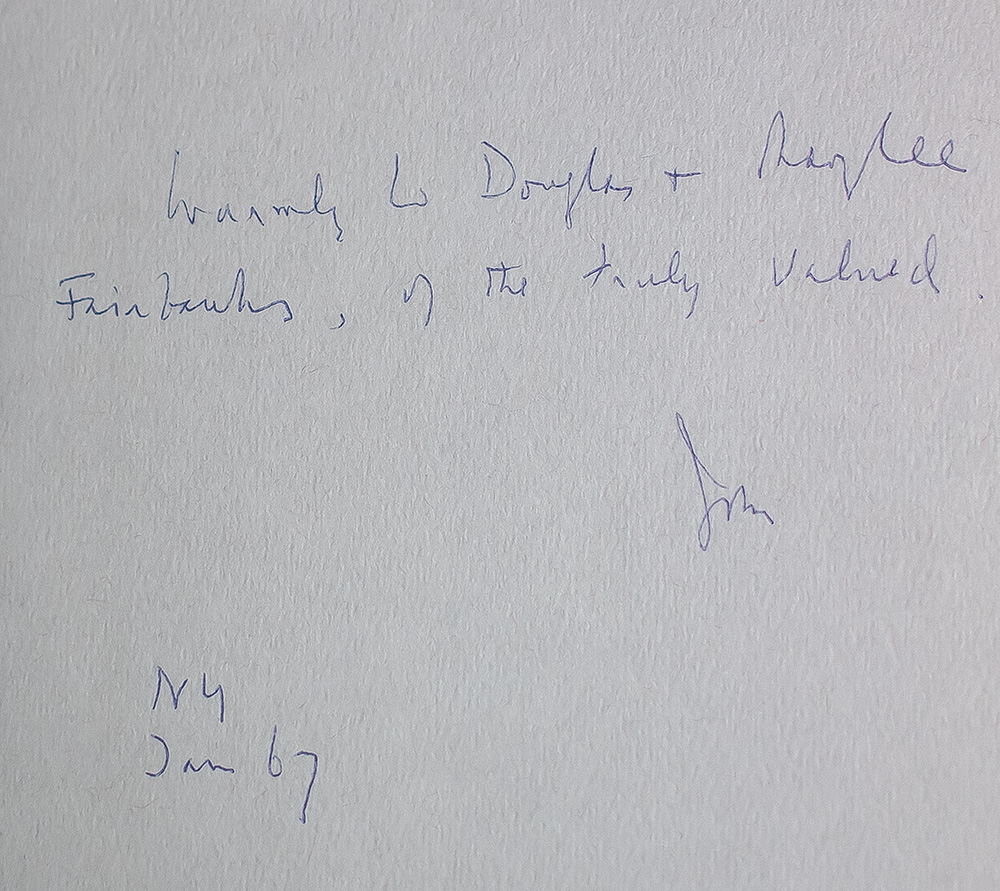 Warmly to Douglas + Mary Lee
Fairbanks, of the truly valued.
John
NY
Jan 67